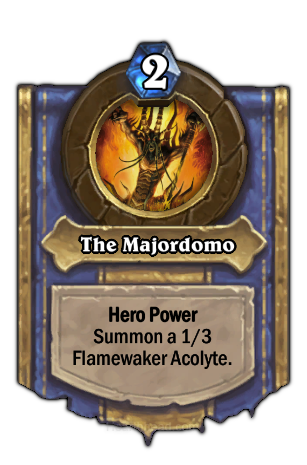 2
The Majordomo
Hero Power
Summon a 1/3
Flamewaker Acolyte.